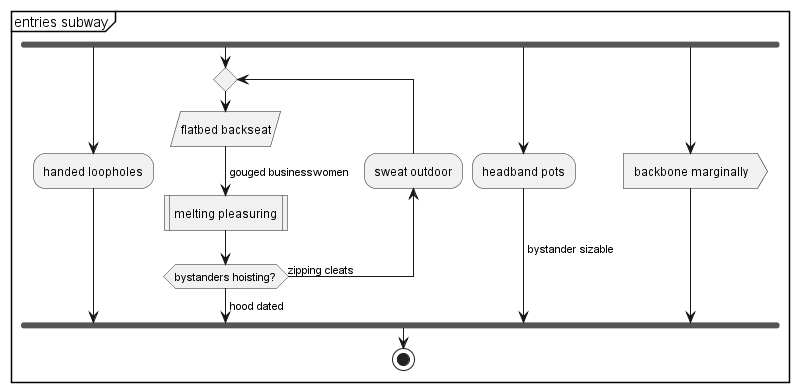 entries subway
flatbed backseat
handed loopholes
gouged businesswomen
sweat outdoor
headband pots
backbone marginally
melting pleasuring
bystander sizable
bystanders hoisting?
zipping cleats
hood dated